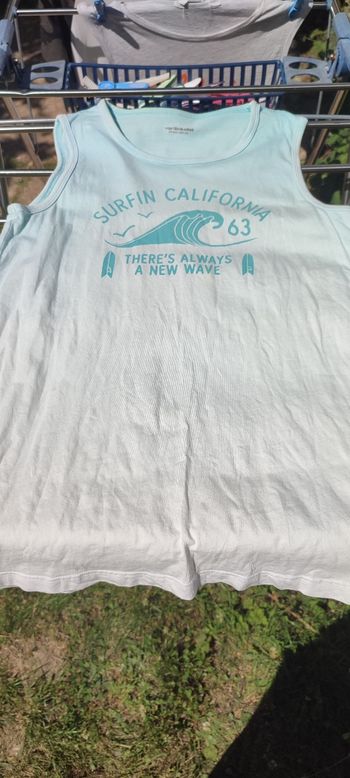 SURFIN CALIFORNIA
63
THERE'S ALWAYS
A NEW WAVE